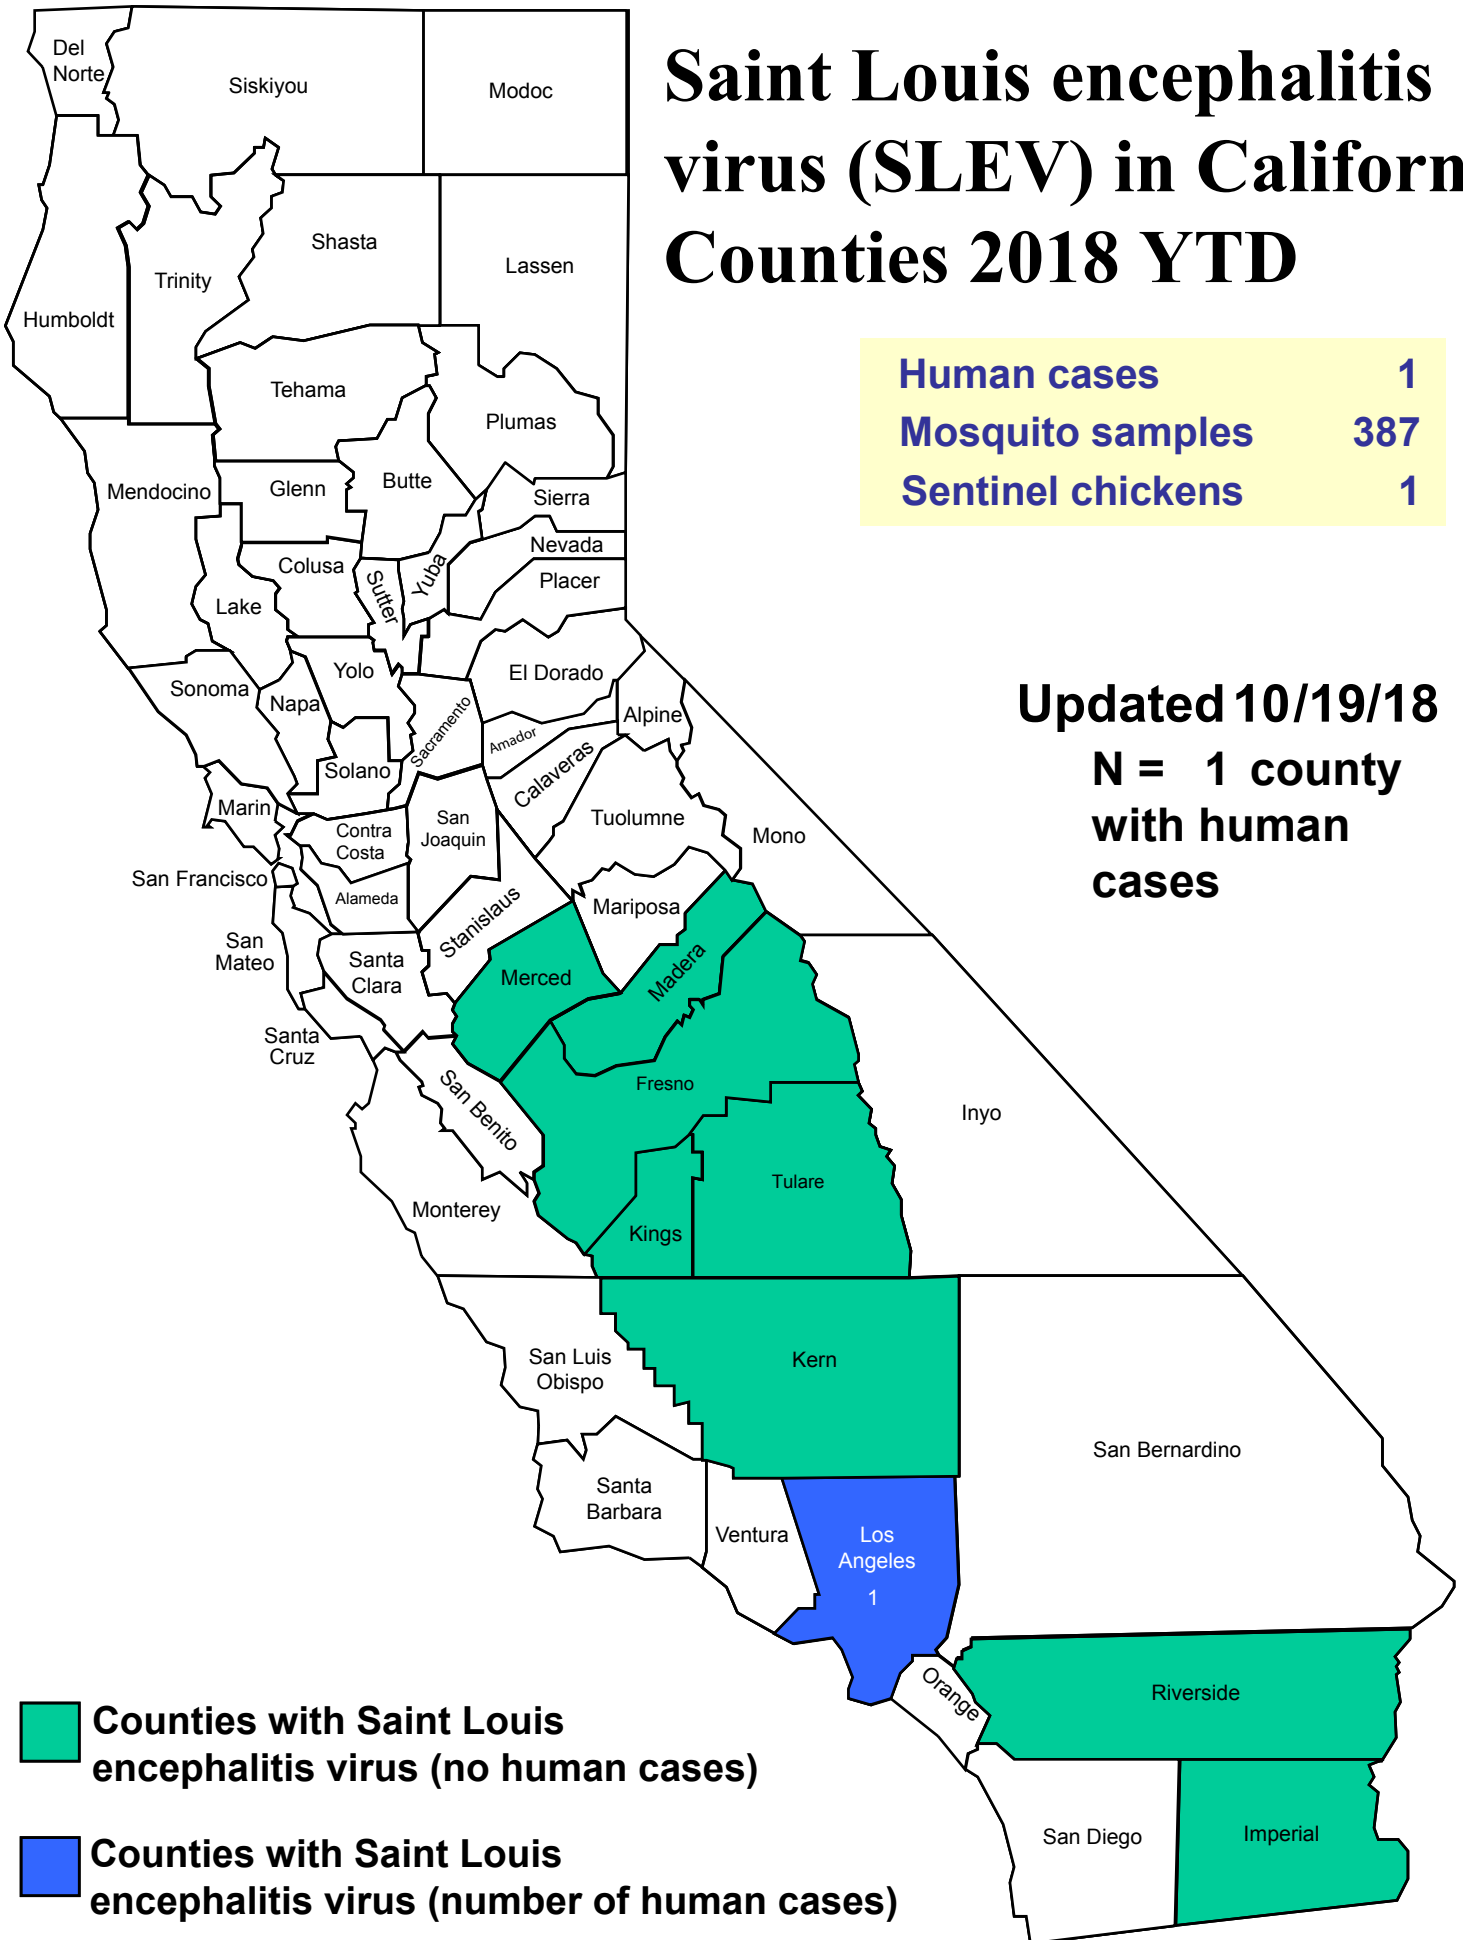 Saint Louis encephalitis
virus (SLEV) in Californ
Counties 2018 YTD
Human cases 1
Mosquito samples 387
Sentinel chickens 1
Updated 10/19/18
N = 1 county
with human
cases
Del
Norte
Siskiyou
Modoc
Shasta
Lassen
Trinity
Humboldt
Tehama
Plumas
Mendocino
Glenn
Butte
Sierra
Nevada
Colusa
Sutter
Yuba
Placer
Lake
Yolo
El Dorado
Sonoma
Napa
Sacramento
Amador
Alpine
Solano
Calaveras
Marin
Contra
Costa
San
Joaquin
Tuolumne
Mono
San Francisco
Alameda
Stanislaus
Mariposa
San
Mateo
Santa
Clara
Merced
Madera
Santa
Cruz
San Benito
Fresno
Inyo
Monterey
Kings
Tulare
San Luis
Obispo
Kern
San Bernardino
Santa
Barbara
Ventura
Los
Angeles
1
Orange
Riverside
San Diego
Imperial
Counties with Saint Louis
encephalitis virus (no human cases)
Counties with Saint Louis
encephalitis virus (number of human cases)